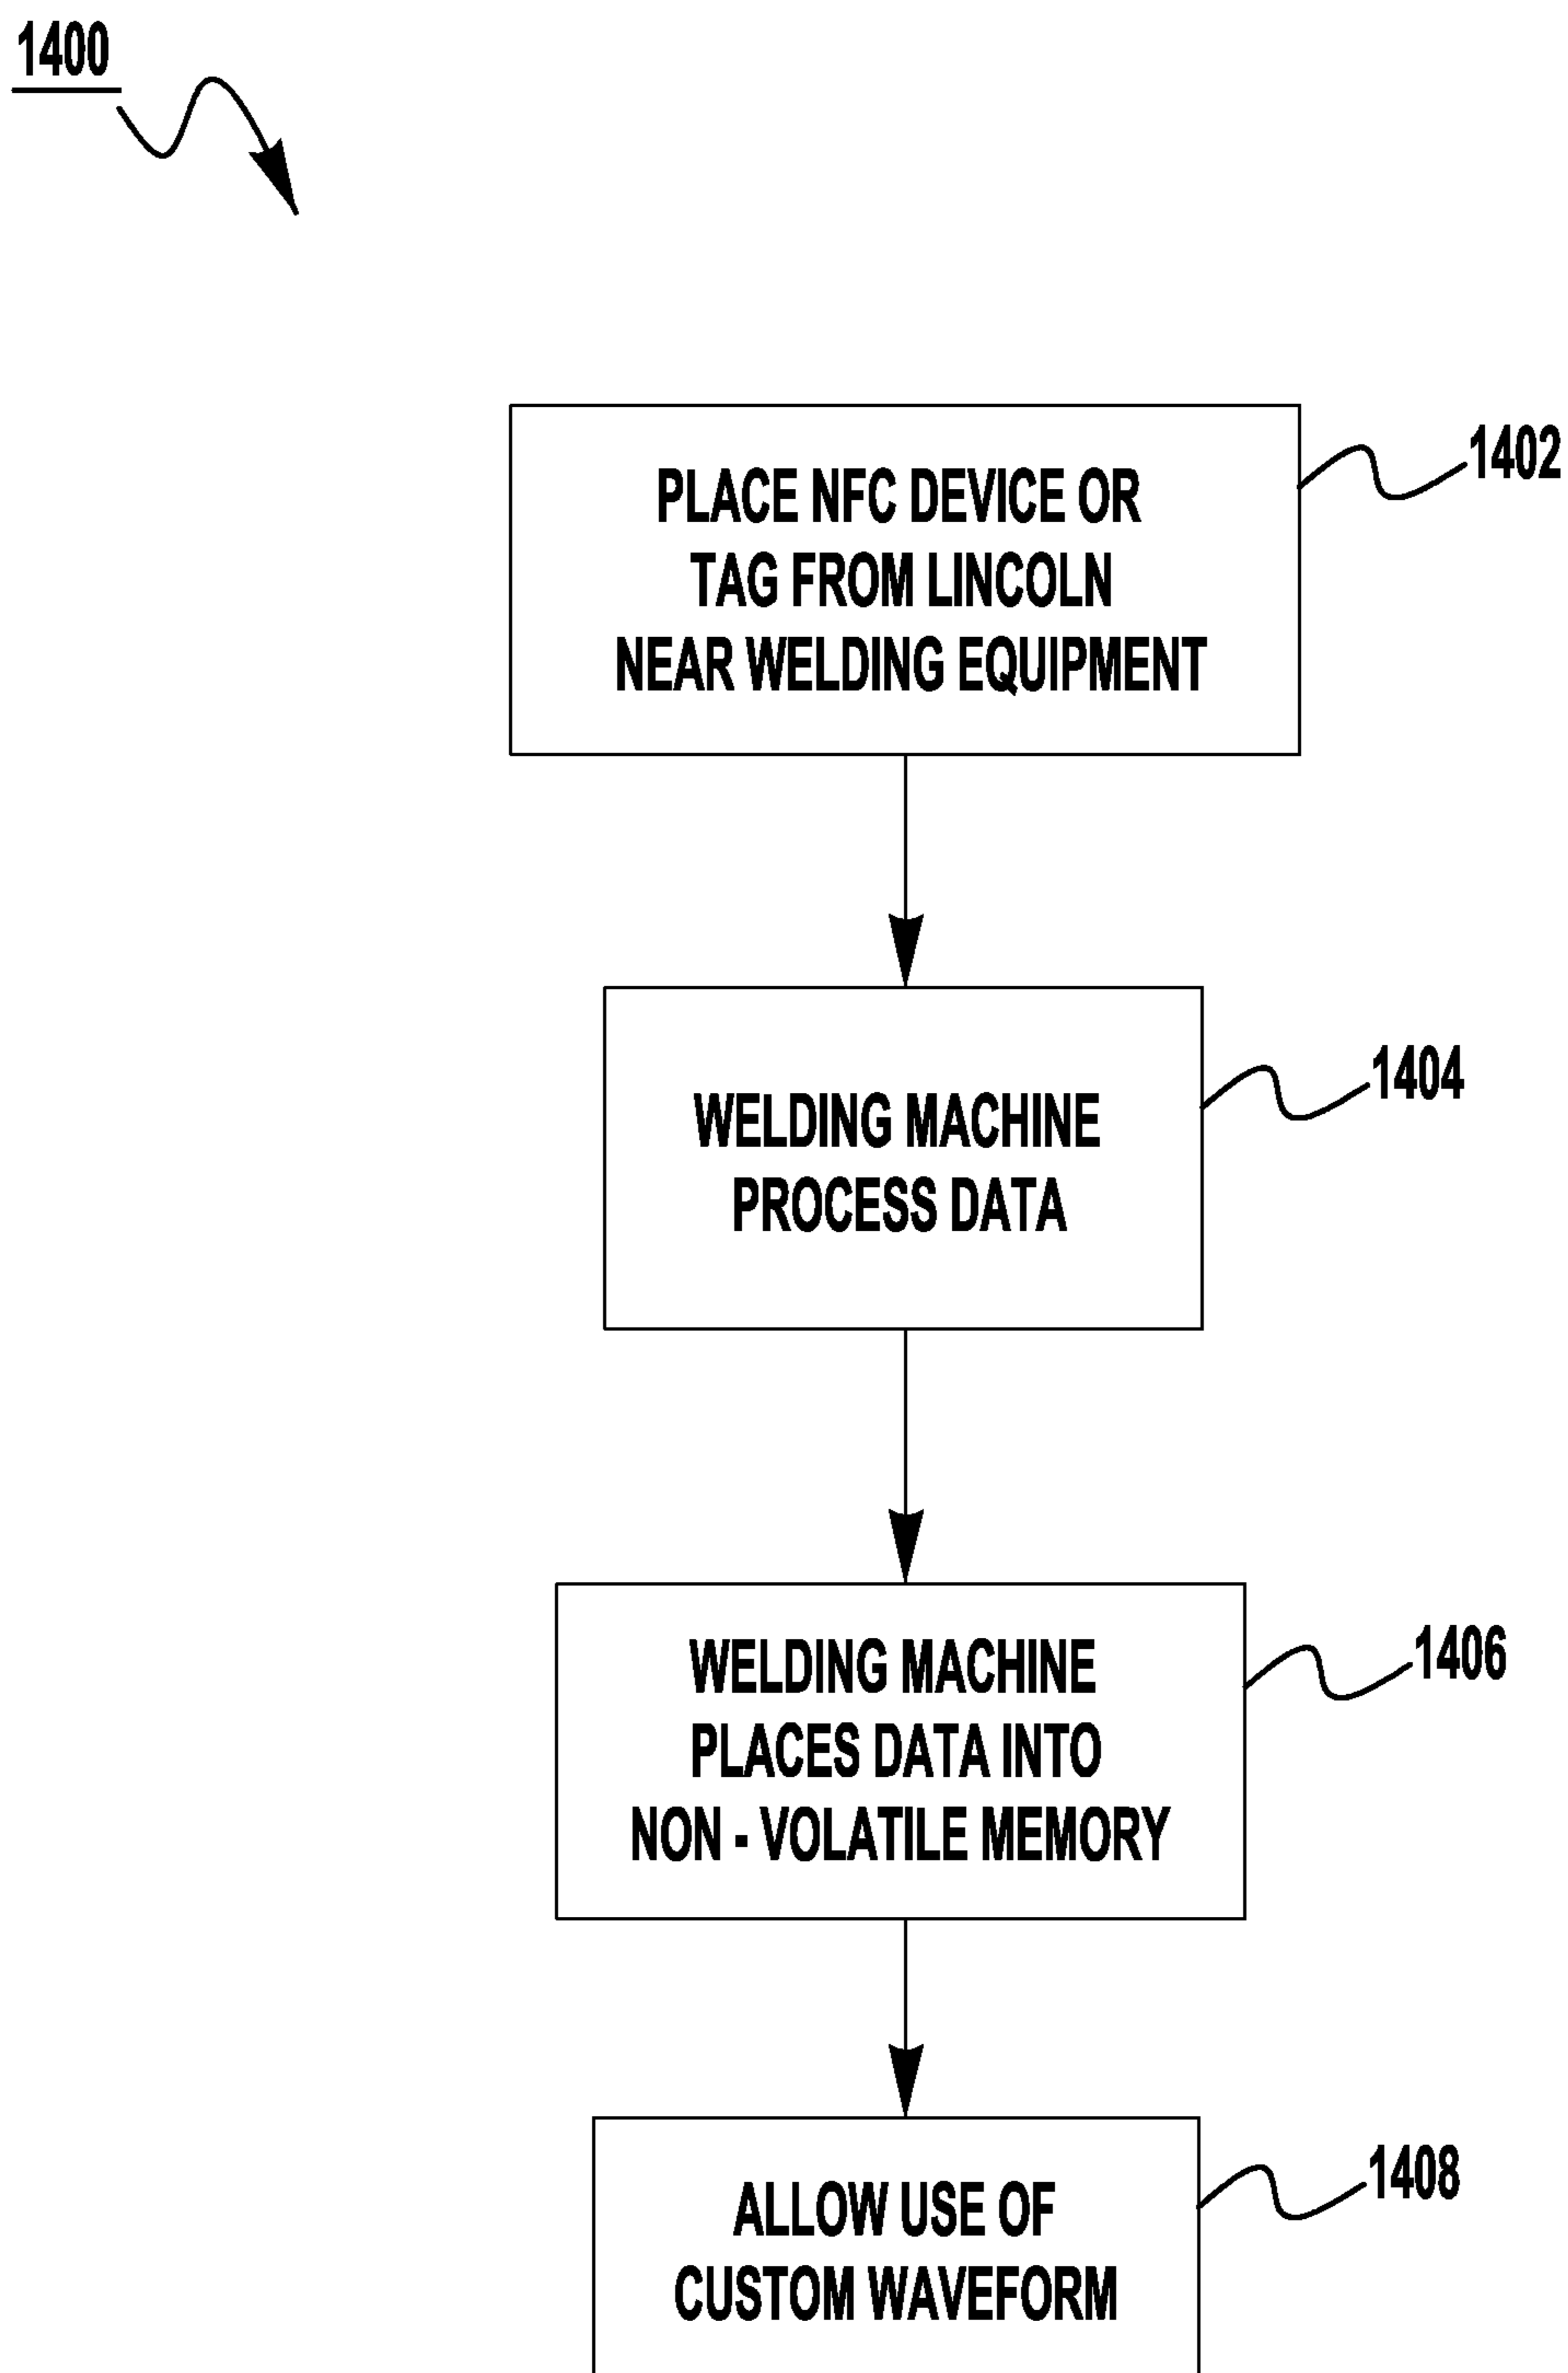 1400
PLACE NFC DEVICE OR
TAG FROM LINCOLN
NEAR WELDING EQUIPMENT
1402
WELDING MACHINE
PROCESS DATA
1404
WELDING MACHINE
PLACES DATA INTO
NON - VOLATILE MEMORY
1406
ALLOW USE OF
CUSTOM WAVEFORM
1408